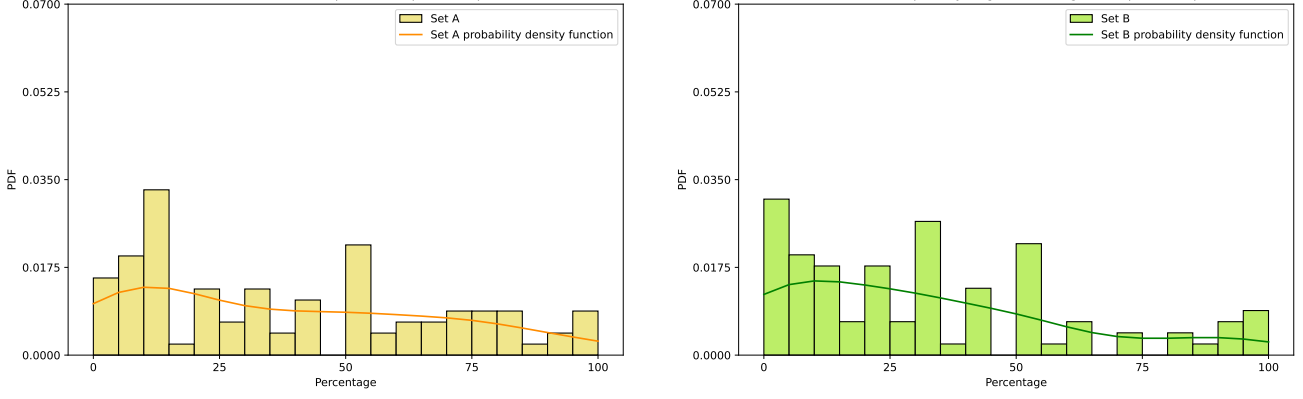 0.0700
0.0525
0.0350
0.0175
0.0000
PDF
0
25
50
75
100
Percentage
Set A
Set A probability density function
0.0700
0.0525
0.0350
0.0175
0.0000
PDF
0
25
50
75
100
Percentage
Set B
Set B probability density function